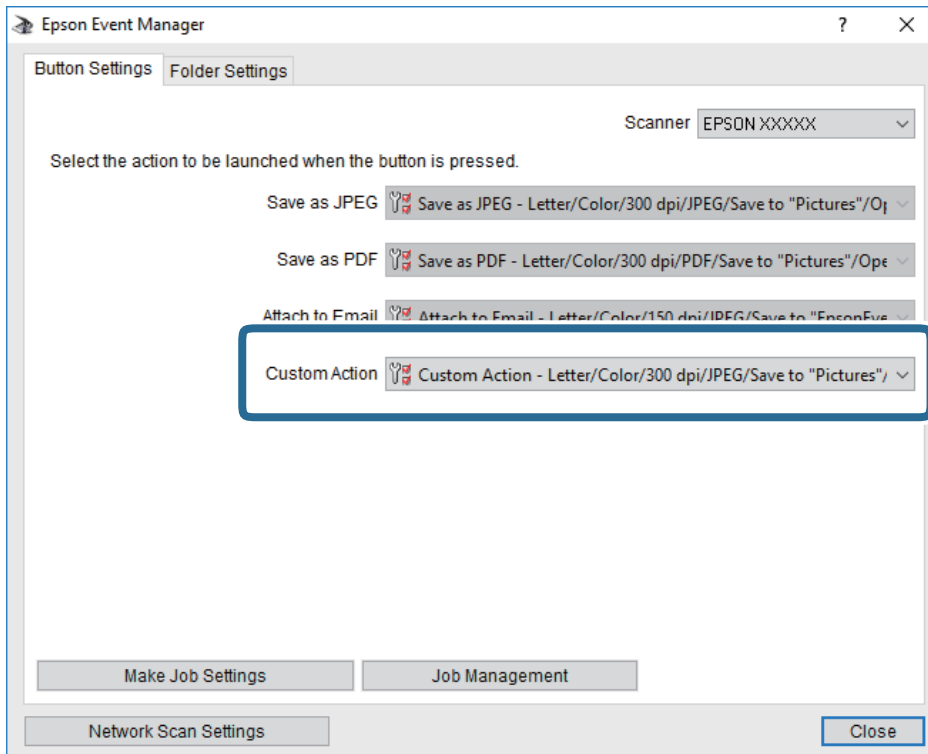 Epson Event Manager
Button Settings Folder Settings
Scanner EPSON XXXXX
Select the action to be launched when the button is pressed.
Save as JPEG Save as JPEG - Letter/Color/300 dpi/JPEG/Save to "Pictures"/Op
Save as PDF Save as PDF - Letter/Color/300 dpi/PDF/Save to "Pictures"/Ope
Attach to Email Attach to Email - Letter/Color/150 dpi/JPEG/Save to "EpsonEve
Custom Action Custom Action - Letter/Color/300 dpi/JPEG/Save to "Pictures"/
Make Job Settings Job Management
Network Scan Settings Close